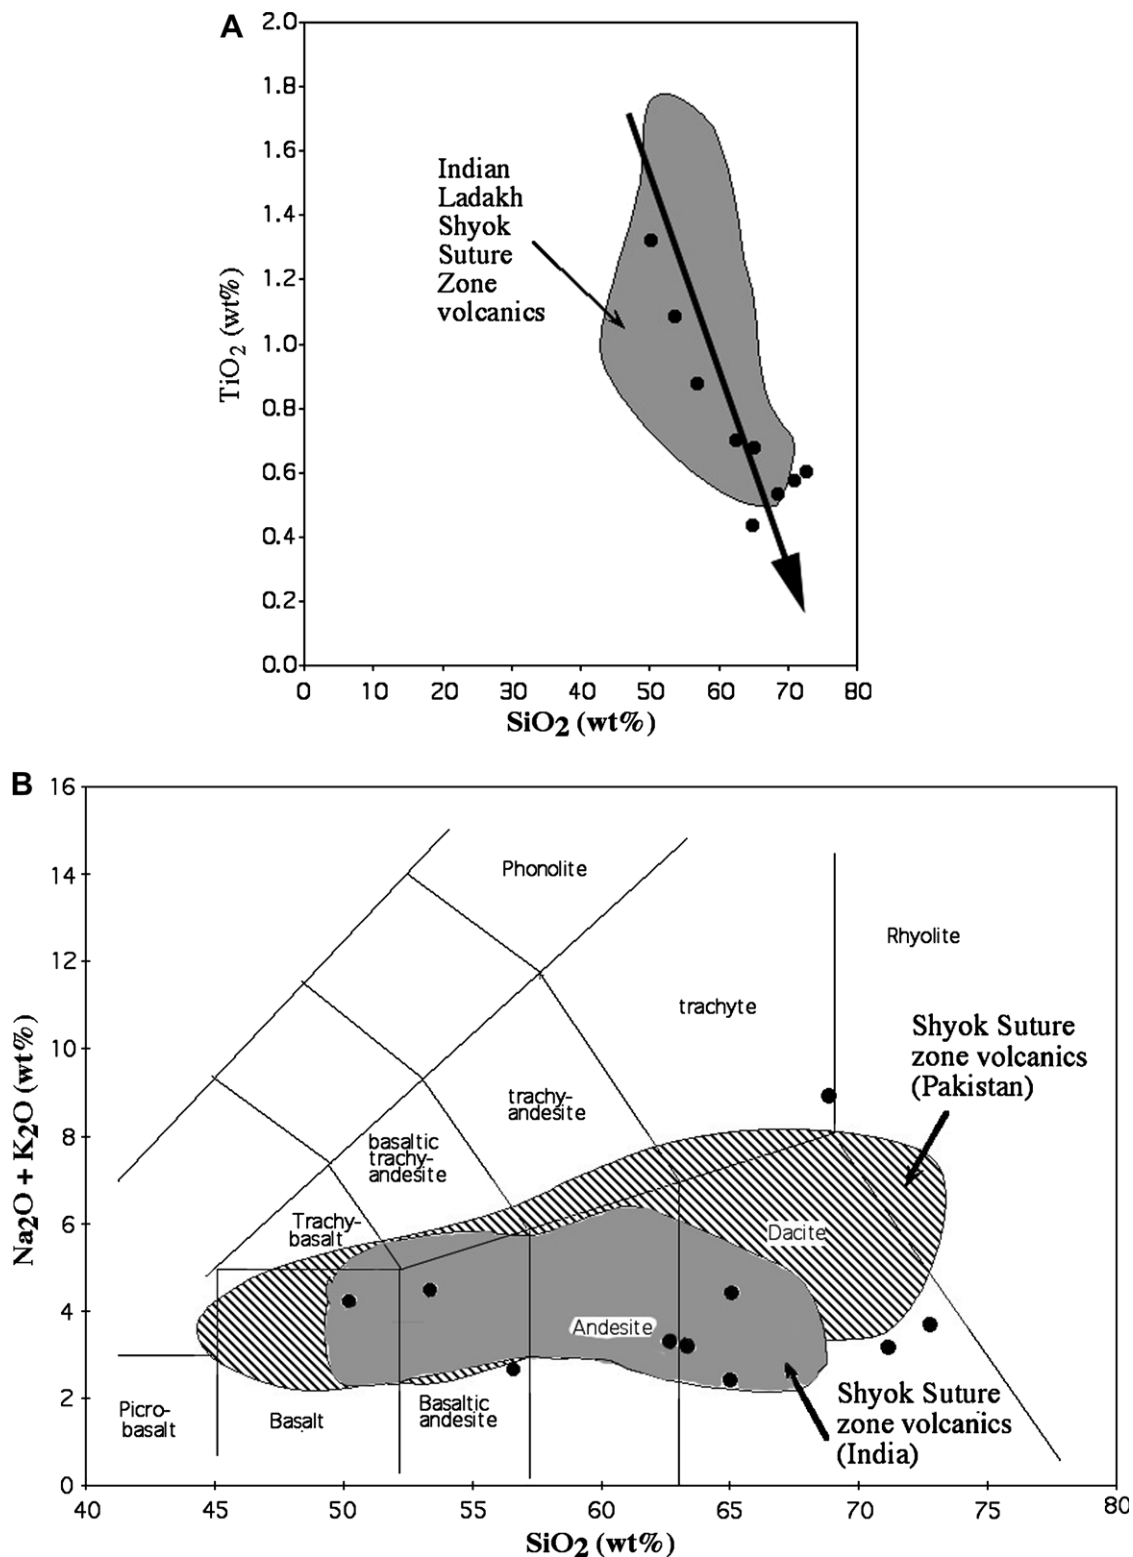 A
2.0
1.8
1.6
1.4
1.2
1.0
0.8
0.6
0.4
0.2
0.0
TiO2 (wt%)
Indian
Ladakh
Shyok
Suture
Zone
volcanics
0 10 20 30 40 50 60 70 80
SiO2 (wt%)
B
16
14
12
10
8
6
4
2
0
Na2O + K2O (wt%)
Phonolite
Rhyolite
trachyte
Shyok Suture
zone volcanics
(Pakistan)
trachy-
andesite
basaltic
trachy-
andesite
Trachy-
basalt
Dacite
Andesite
Picro-
basalt
Basalt
Basaltic
andesite
Shyok Suture
zone volcanics
(India)
40 45 50 55 60 65 70 75 80
SiO2 (wt%)